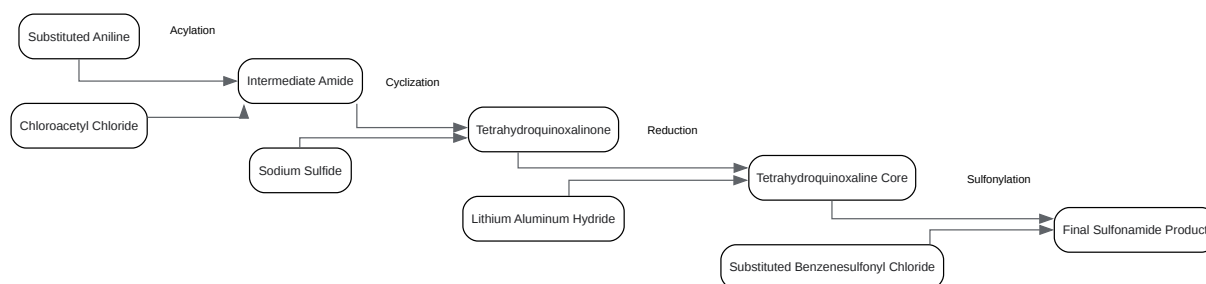 Substituted Aniline
Acylation
Chloroacetyl Chloride
Intermediate Amide
Cyclization
Sodium Sulfide
Tetrahydroquinoxalinone
Reduction
Lithium Aluminum Hydride
Tetrahydroquinoxaline Core
Sulfonylation
Substituted Benzenesulfonyl Chloride
Final Sulfonamide Product